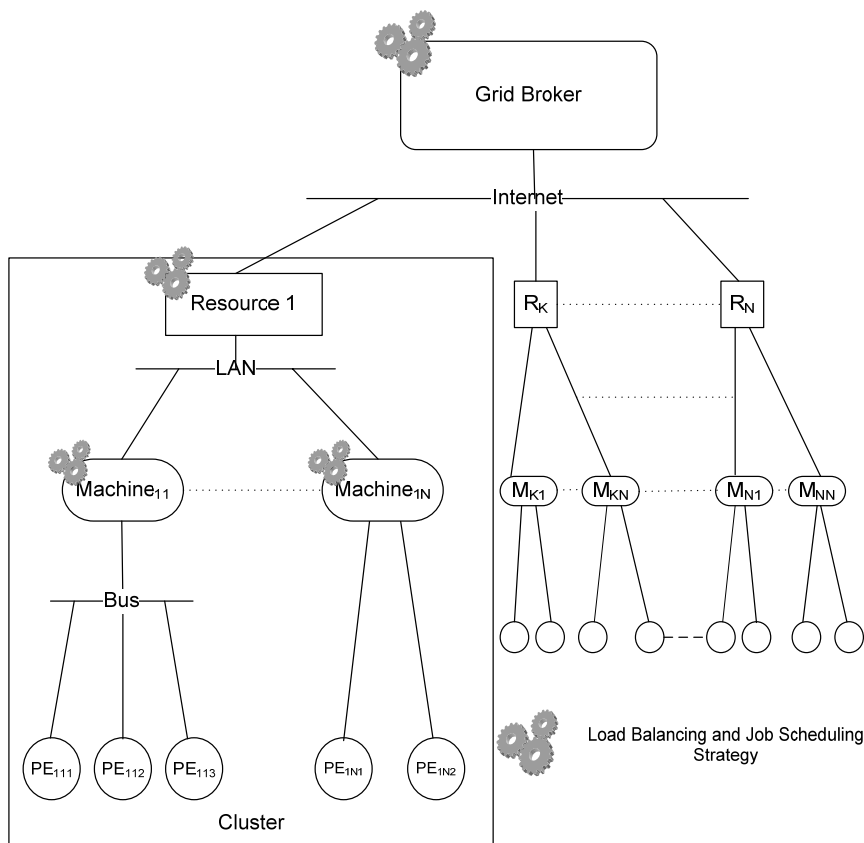 Grid Broker
Internet
Resource 1
R_K
R_N
LAN
Machine_11
Machine_1N
M_K1
M_KN
M_N1
M_NN
Bus
PE_111
PE_112
PE_113
PE_1N1
PE_1N2
Load Balancing and Job Scheduling
Strategy
Cluster